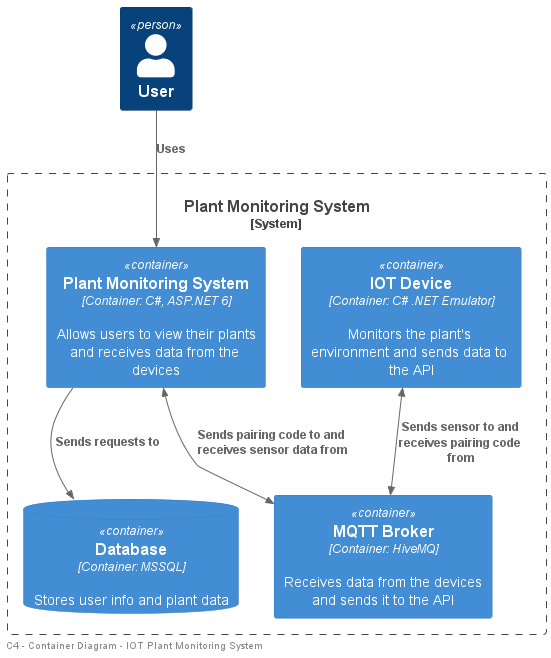 «person»
User
Uses
Plant Monitoring System
[System]
«container»
Plant Monitoring System
[Container: C#, ASP.NET 6]
Allows users to view their plants
and receives data from the
devices
«container»
IOT Device
[Container: C# .NET Emulator]
Monitors the plant's
environment and sends data to
the API
Sends requests to
Sends pairing code to and
receives sensor data from
Sends sensor to and
receives pairing code
from
«container»
Database
[Container: MSSQL]
Stores user info and plant data
«container»
MQTT Broker
[Container: HiveMQ]
Receives data from the devices
and sends it to the API
C4 - Container Diagram - IOT Plant Monitoring System